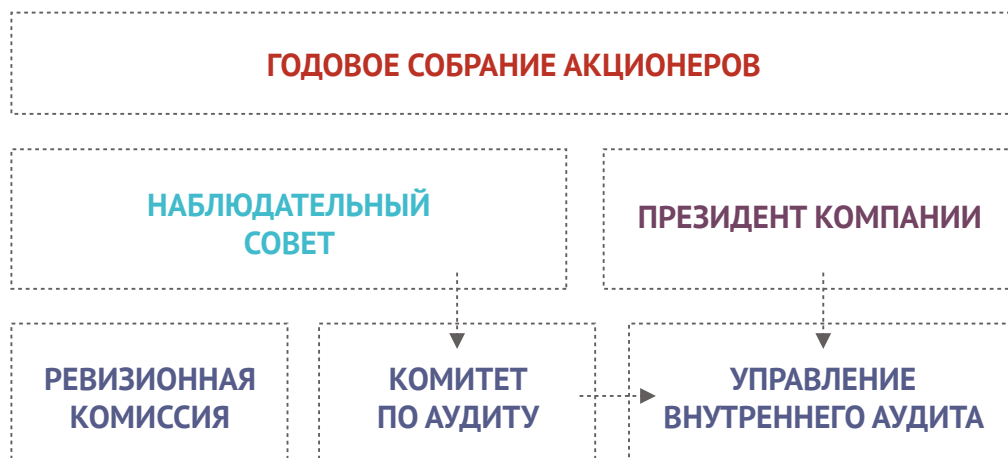 ГОДОВОЕ СОБРАНИЕ АКЦИОНЕРОВ
НАБЛЮДАТЕЛЬНЫЙ
СОВЕТ
ПРЕЗИДЕНТ КОМПАНИИ
РЕВИЗИОННАЯ
КОМИССИЯ
КОМИТЕТ
ПО АУДИТУ
УПРАВЛЕНИЕ
ВНУТРЕННЕГО АУДИТА